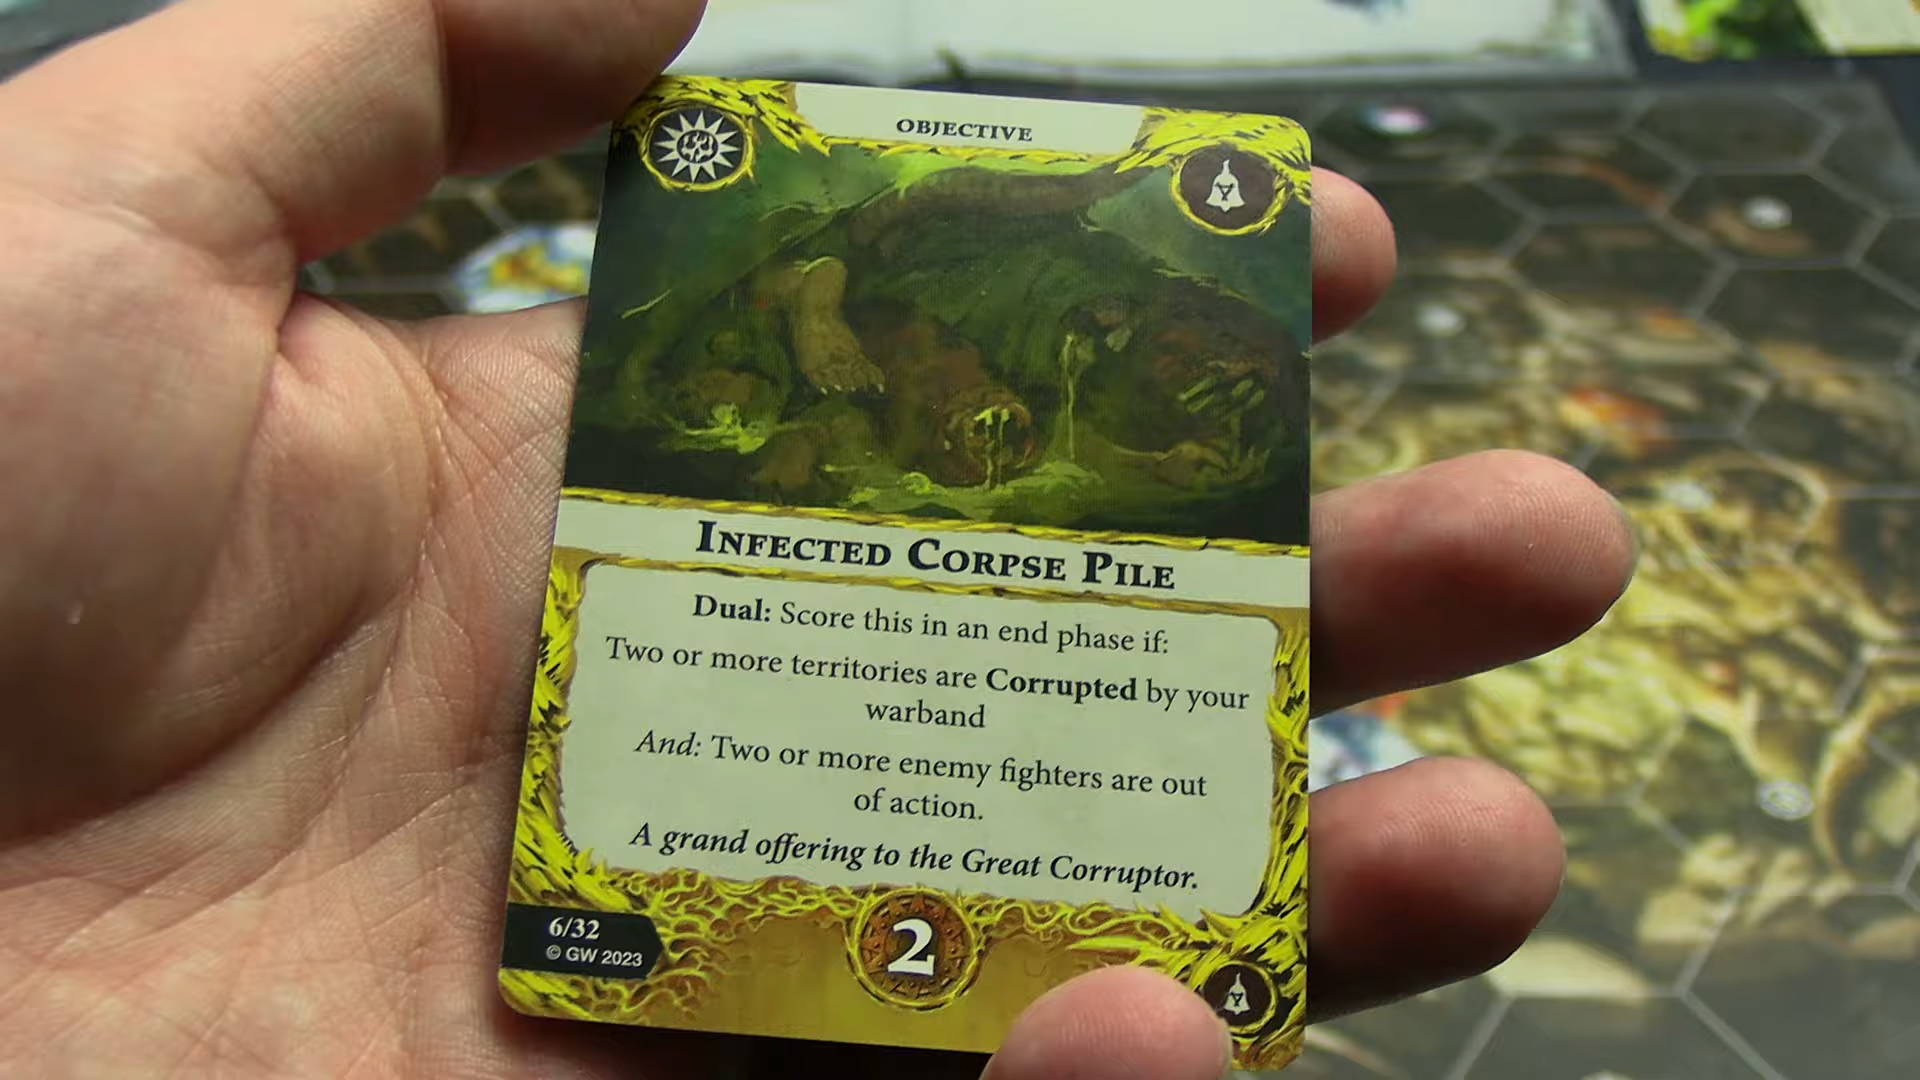 OBJECTIVE
INFECTED CORPSE PILE
Dual: Score this in an end phase if:
Two or more territories are Corrupted by your
warband
And: Two or more enemy fighters are out
of action.
A grand offering to the Great Corruptor.
6/32
© GW 2023
2